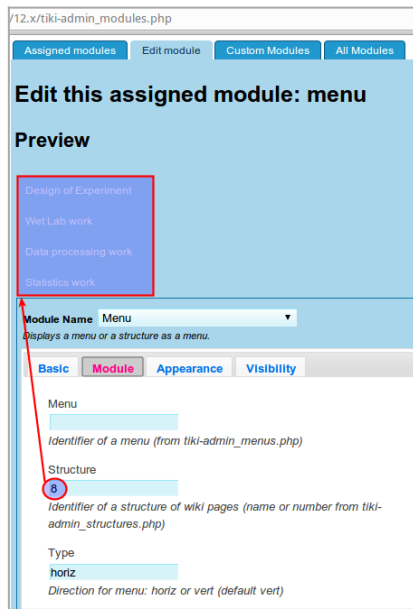 /12.x/tiki-admin_modules.php
Assigned modules Edit module Custom Modules All Modules
Edit this assigned module: menu
Preview
Design of Experiment
Wet Lab work
Data processing work
Statistics work
Module Name Menu
Displays a menu or a structure as a menu.
Basic Module Appearance Visibility
Menu
Identifier of a menu (from tiki-admin_menus.php)
Structure
8
Identifier of a structure of wiki pages (name or number from tiki-
admin_structures.php)
Type
horiz
Direction for menu: horiz or vert (default vert)